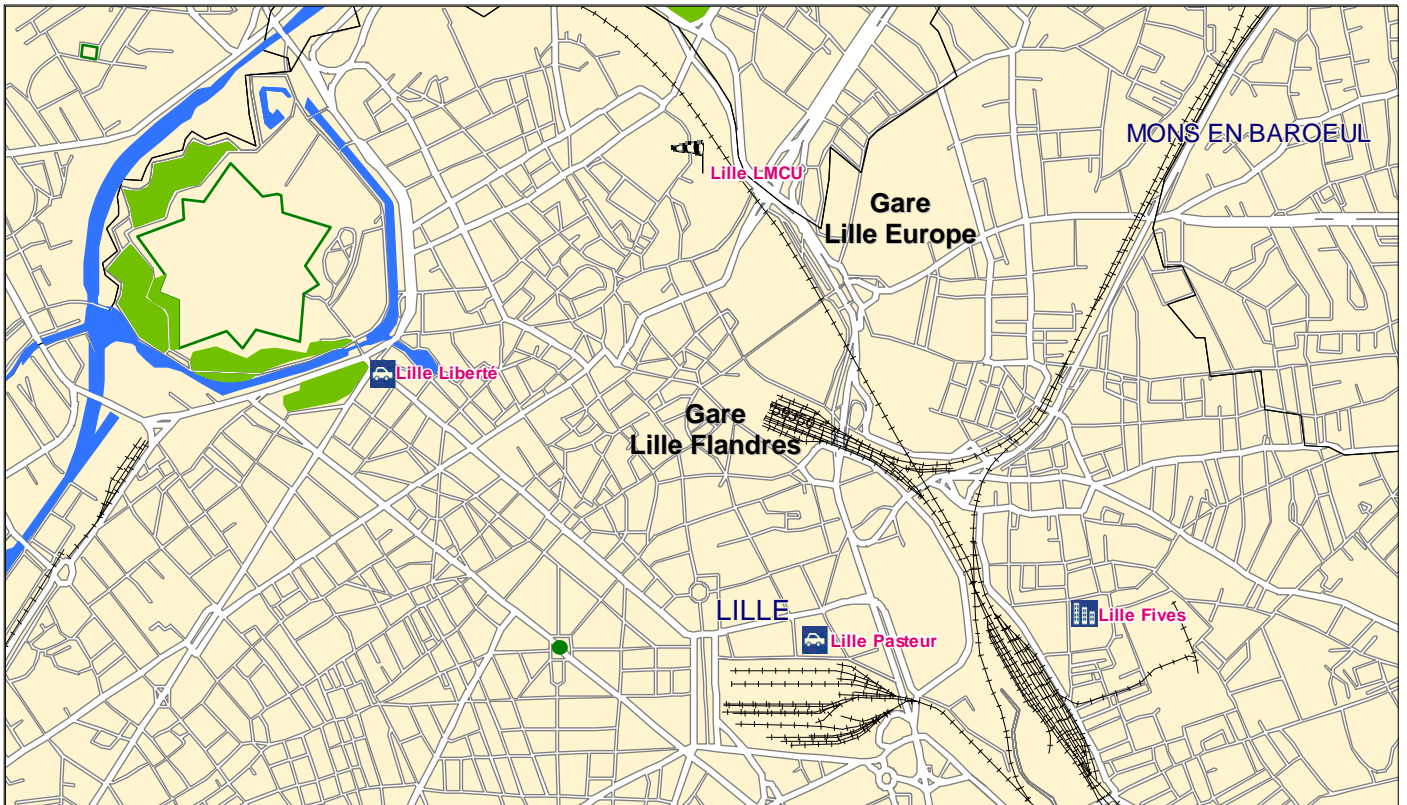 MONS EN BAROEUL
Lille LMCU
Gare
Lille Europe
Lille Liberté
Gare
Lille Flandres
LILLE
Lille Fives
Lille Pasteur